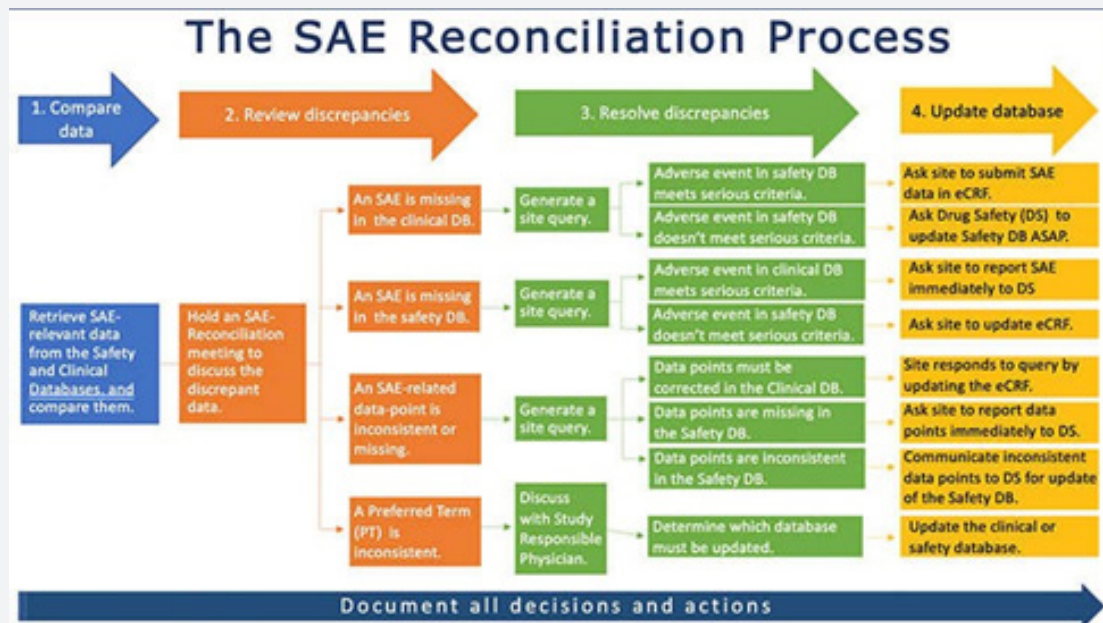 The SAE Reconciliation Process
1. Compare
data
2. Review discrepancies
3. Resolve discrepancies
4. Update database
Retrieve SAE-
relevant data
from the Safety
and Clinical
Databases, and
compare them.
Hold an SAE-
Reconciliation
meeting to
discuss the
discrepant
data.
An SAE is missing
in the clinical DB.
Generate a
site query.
Adverse event in safety DB
meets serious criteria.
Ask site to submit SAE
data in eCRF.
Adverse event in safety DB
doesn't meet serious criteria.
Ask Drug Safety (DS) to
update Safety DB ASAP.
An SAE is missing
in the safety DB.
Generate a
site query.
Adverse event in clinical DB
meets serious criteria.
Ask site to report SAE
immediately to DS
Adverse event in safety DB
doesn't meet serious criteria.
Ask site to update eCRF.
An SAE-related
data-point is
inconsistent or
missing.
Generate a
site query.
Data points must be
corrected in the Clinical DB.
Site responds to query by
updating the eCRF.
Data points are missing in
the Safety DB.
Ask site to report data
points immediately to DS.
Data points are inconsistent
in the Safety DB.
Communicate inconsistent
data points to DS for update
of the Safety DB.
A Preferred Term
(PT) is
inconsistent.
Discuss
with Study
Responsible
Physician.
Determine which database
must be updated.
Update the clinical or
safety database.
Document all decisions and actions